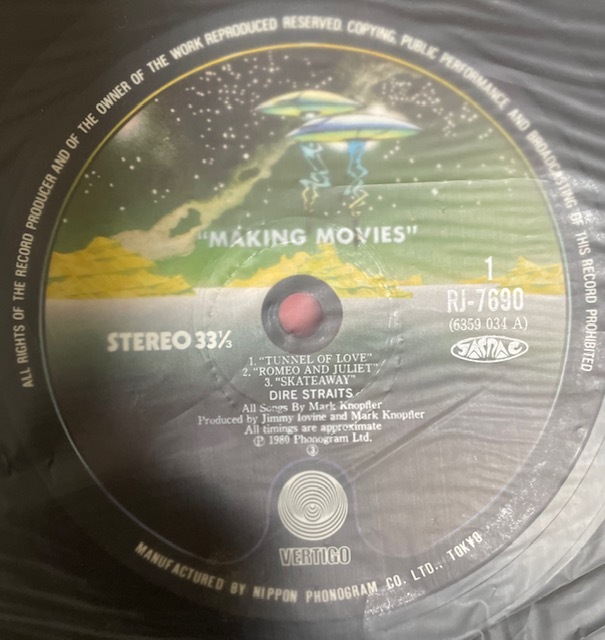 ALL RIGHTS OF THE RECORD PRODUCER AND OF THE OWNER OF THE WORK REPRODUCED RESERVED. COPYING, PUBLIC PERFORMANCE AND BROADCASTING OF THIS RECORD PROHIBITED
"MAKING MOVIES"
1
RJ-7690
(6359 034 A)
JASRAC
STEREO 33⅓
1. "TUNNEL OF LOVE"
2. "ROMEO AND JULIET"
3. "SKATEAWAY"
DIRE STRAITS
All Songs By Mark Knopfler
Produced by Jimmy Iovine and Mark Knopfler
All timings are approximate
℗ 1980 Phonogram Ltd.
③
VERTIGO
MANUFACTURED BY NIPPON PHONOGRAM CO. LTD., TOKYO